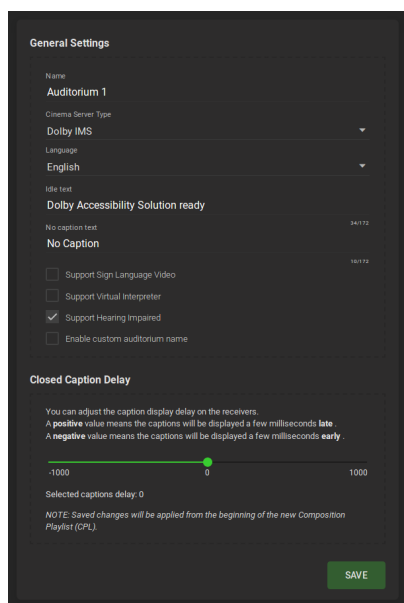 General Settings
Name
Auditorium 1
Cinema Server Type
Dolby IMS
Language
English
Idle text
Dolby Accessibility Solution ready
34/172
No caption text
No Caption
10/172
Support Sign Language Video
Support Virtual Interpreter
Support Hearing Impaired
Enable custom auditorium name
Closed Caption Delay
You can adjust the caption display delay on the receivers.
A positive value means the captions will be displayed a few milliseconds late .
A negative value means the captions will be displayed a few milliseconds early .
-1000 0 1000
Selected captions delay: 0
NOTE: Saved changes will be applied from the beginning of the new Composition
Playlist (CPL).
SAVE